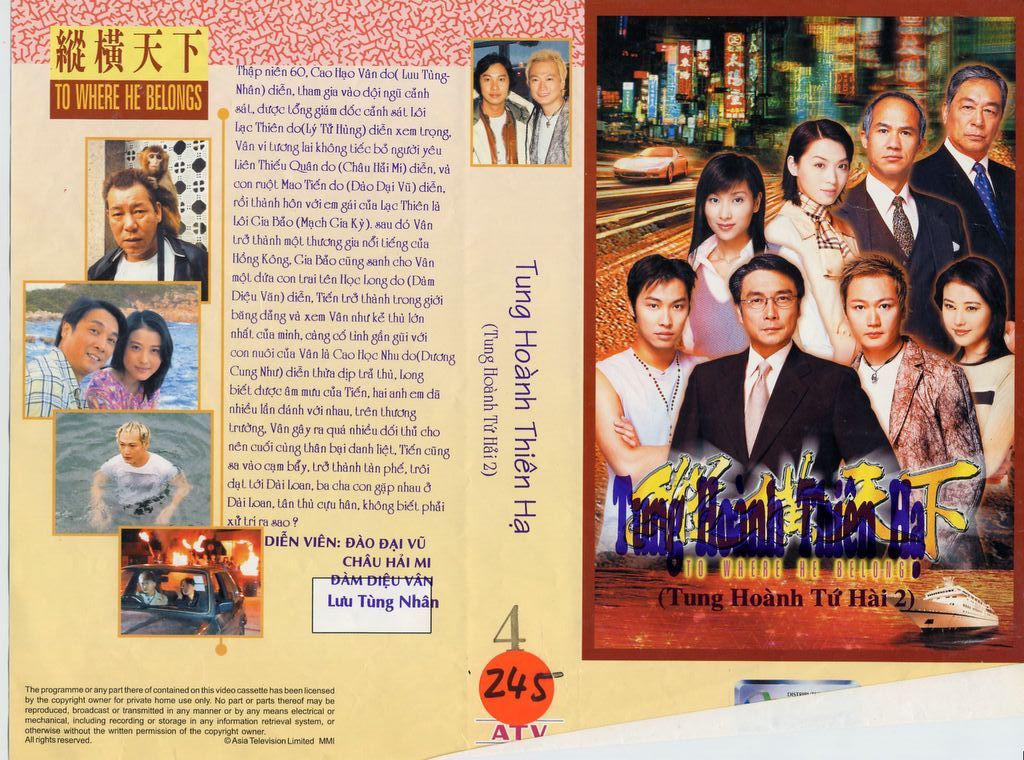 縱橫天下
TO WHERE HE BELONGS
Thập niên 60, Cao Hạo Vân do( Lưu Tùng-
Nhân) diễn, tham gia vào đội ngũ cảnh
sát, được tổng giám đốc cảnh sát Lôi
Lạc Thiên do(Lý Tử Hùng) diễn xem trọng,
Vân vì tương lai không tiếc bỏ người yêu
Liên Thiếu Quân do (Châu Hải Mi) diễn, và
con ruột Mao Tiến do (Đào Đại Vũ) diễn,
rồi thành hôn với em gái của Lạc Thiên là
Lôi Gia Bảo (Mạch Gia Kỳ), sau đó Vân
trở thành một thương gia nổi tiếng của
Hồng Kông, Gia Bảo cũng sanh cho Vân
một đứa con trai tên Học Long do (Đàm
Diệu Văn) diễn, Tiến trở thành trong giới
băng đảng và xem Vân như kẻ thù lớn
nhất của mình, càng cố tình gần gũi với
con nuôi của Vân là Cao Học Nhu do(Dương
Cung Như) diễn thừa dịp trả thù, Long
biết được âm mưu của Tiến, hai anh em đã
nhiều lần đánh với nhau, trên thương
trường, Vân gây ra quá nhiều đối thủ cho
nên cuối cùng thân bại danh liệt, Tiến cũng
sa vào cạm bẫy, trở thành tàn phế, trôi
dạt tới Đài Loan, ba cha con gặp nhau ở
Đài Loan, tân thù cựu hân, không biết phải
xử trí ra sao ?
DIỄN VIÊN: ĐÀO ĐẠI VŨ
CHÂU HẢI MI
ĐÀM DIỆU VÂN
Lưu Tùng Nhân
The programme or any part there of contained on this video cassette has been licensed
by the copyright owner for private home use only. No part or parts thereof may be
reproduced, broadcast or transmitted in any manner or by any means electrical or
mechanical, including recording or storage in any information retrieval system, or
otherwise without the written permission of the copyright owner.
All rights reserved. © Asia Television Limited MMI
Tung Hoành Thiên Hạ
(Tung Hoành Tứ Hải 2)
4
245
ATV
縱橫天下
Tung Hoành Thiên Hạ
TO WHERE HE BELONGS
(Tung Hoành Tứ Hải 2)